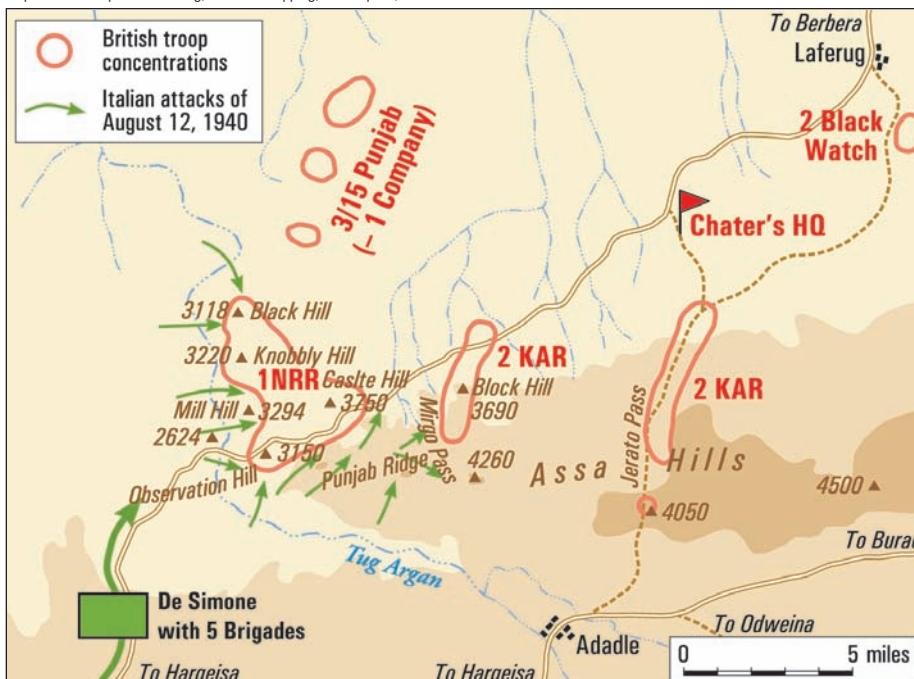 British troop
concentrations
Italian attacks of
August 12, 1940
To Berbera
Laferug
2 Black
Watch
3/15 Punjab
(– 1 Company)
Chater's HQ
3118 Black Hill
3220 Knobbly Hill
1NRR
Caslte Hill
3750
2 KAR
Block Hill
3690
2 KAR
Mill Hill
3294
2624
3150
Observation Hill
Punjab Ridge
Mirgo Pass
4260
Jerato Pass
Assa Hills
4500
4050
Tug Argan
To Burao
De Simone
with 5 Brigades
Adadle
To Odweina
0 5 miles
To Hargeisa
To Hargeisa